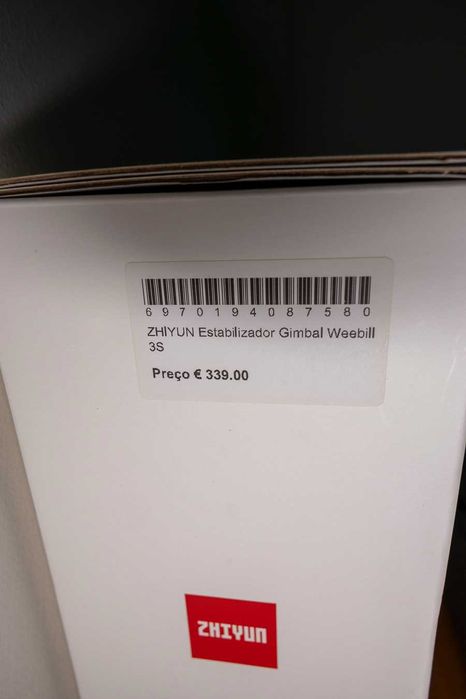 6970194087580
ZHIYUN Estabilizador Gimbal Weebill
3S
Preço € 339.00
ZHIYUN